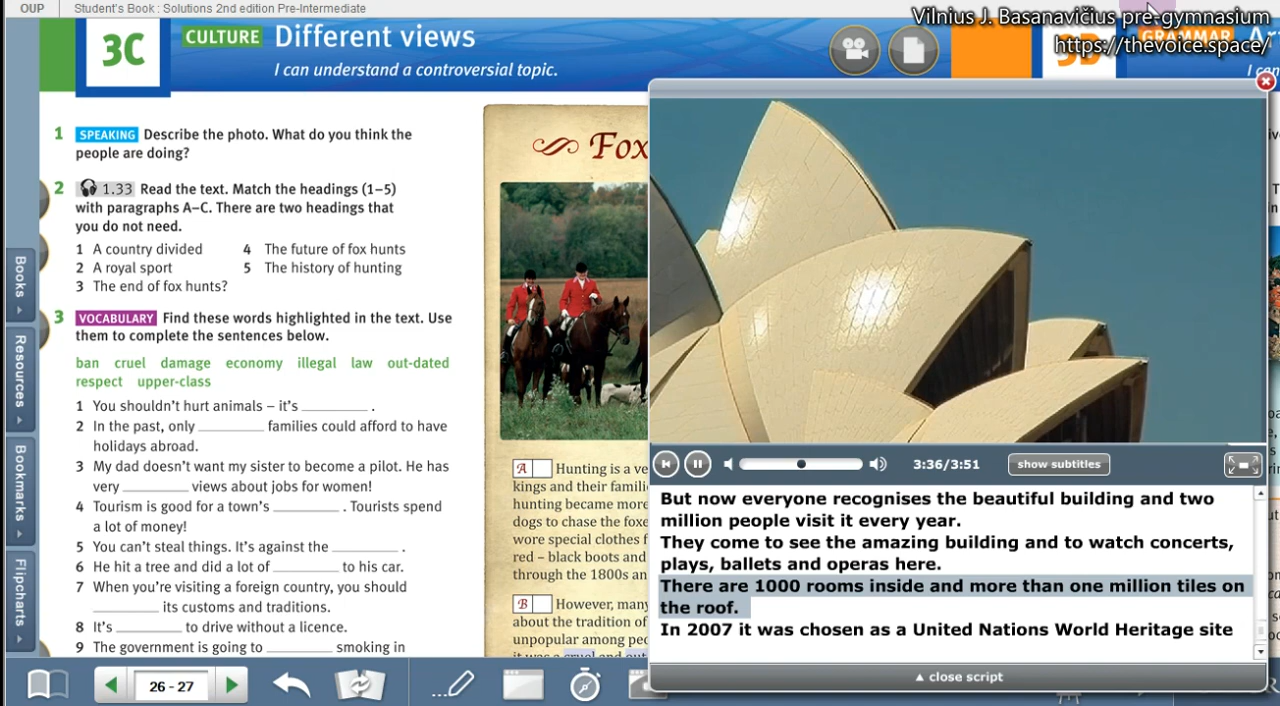 OUP Student's Book : Solutions 2nd edition Pre-Intermediate
Vilnius J. Basanavičius pre-gymnasium
https://thevoice.space/
3C CULTURE Different views
I can understand a controversial topic.
GRAMMAR
I can
1 SPEAKING Describe the photo. What do you think the
people are doing?
2 1.33 Read the text. Match the headings (1–5)
with paragraphs A–C. There are two headings that
you do not need.
1 A country divided 4 The future of fox hunts
2 A royal sport 5 The history of hunting
3 The end of fox hunts?
3 VOCABULARY Find these words highlighted in the text. Use
them to complete the sentences below.
ban cruel damage economy illegal law out-dated
respect upper-class
1 You shouldn't hurt animals – it's ________ .
2 In the past, only ________ families could afford to have
holidays abroad.
3 My dad doesn't want my sister to become a pilot. He has
very ________ views about jobs for women!
4 Tourism is good for a town's ________ . Tourists spend
a lot of money!
5 You can't steal things. It's against the ________ .
6 He hit a tree and did a lot of ________ to his car.
7 When you're visiting a foreign country, you should
________ its customs and traditions.
8 It's ________ to drive without a licence.
9 The government is going to ________ smoking in
Fox
A Hunting is a ve
kings and their famili
hunting became more
dogs to chase the foxe
wore special clothes f
red – black boots and
through the 1800s an
B However, many
about the tradition of
unpopular among peo
it was a cruel and out
3:36/3:51 show subtitles
But now everyone recognises the beautiful building and two
million people visit it every year.
They come to see the amazing building and to watch concerts,
plays, ballets and operas here.
There are 1000 rooms inside and more than one million tiles on
the roof.
In 2007 it was chosen as a United Nations World Heritage site
close script
Books
Resources
Bookmarks
Flipcharts
26 - 27